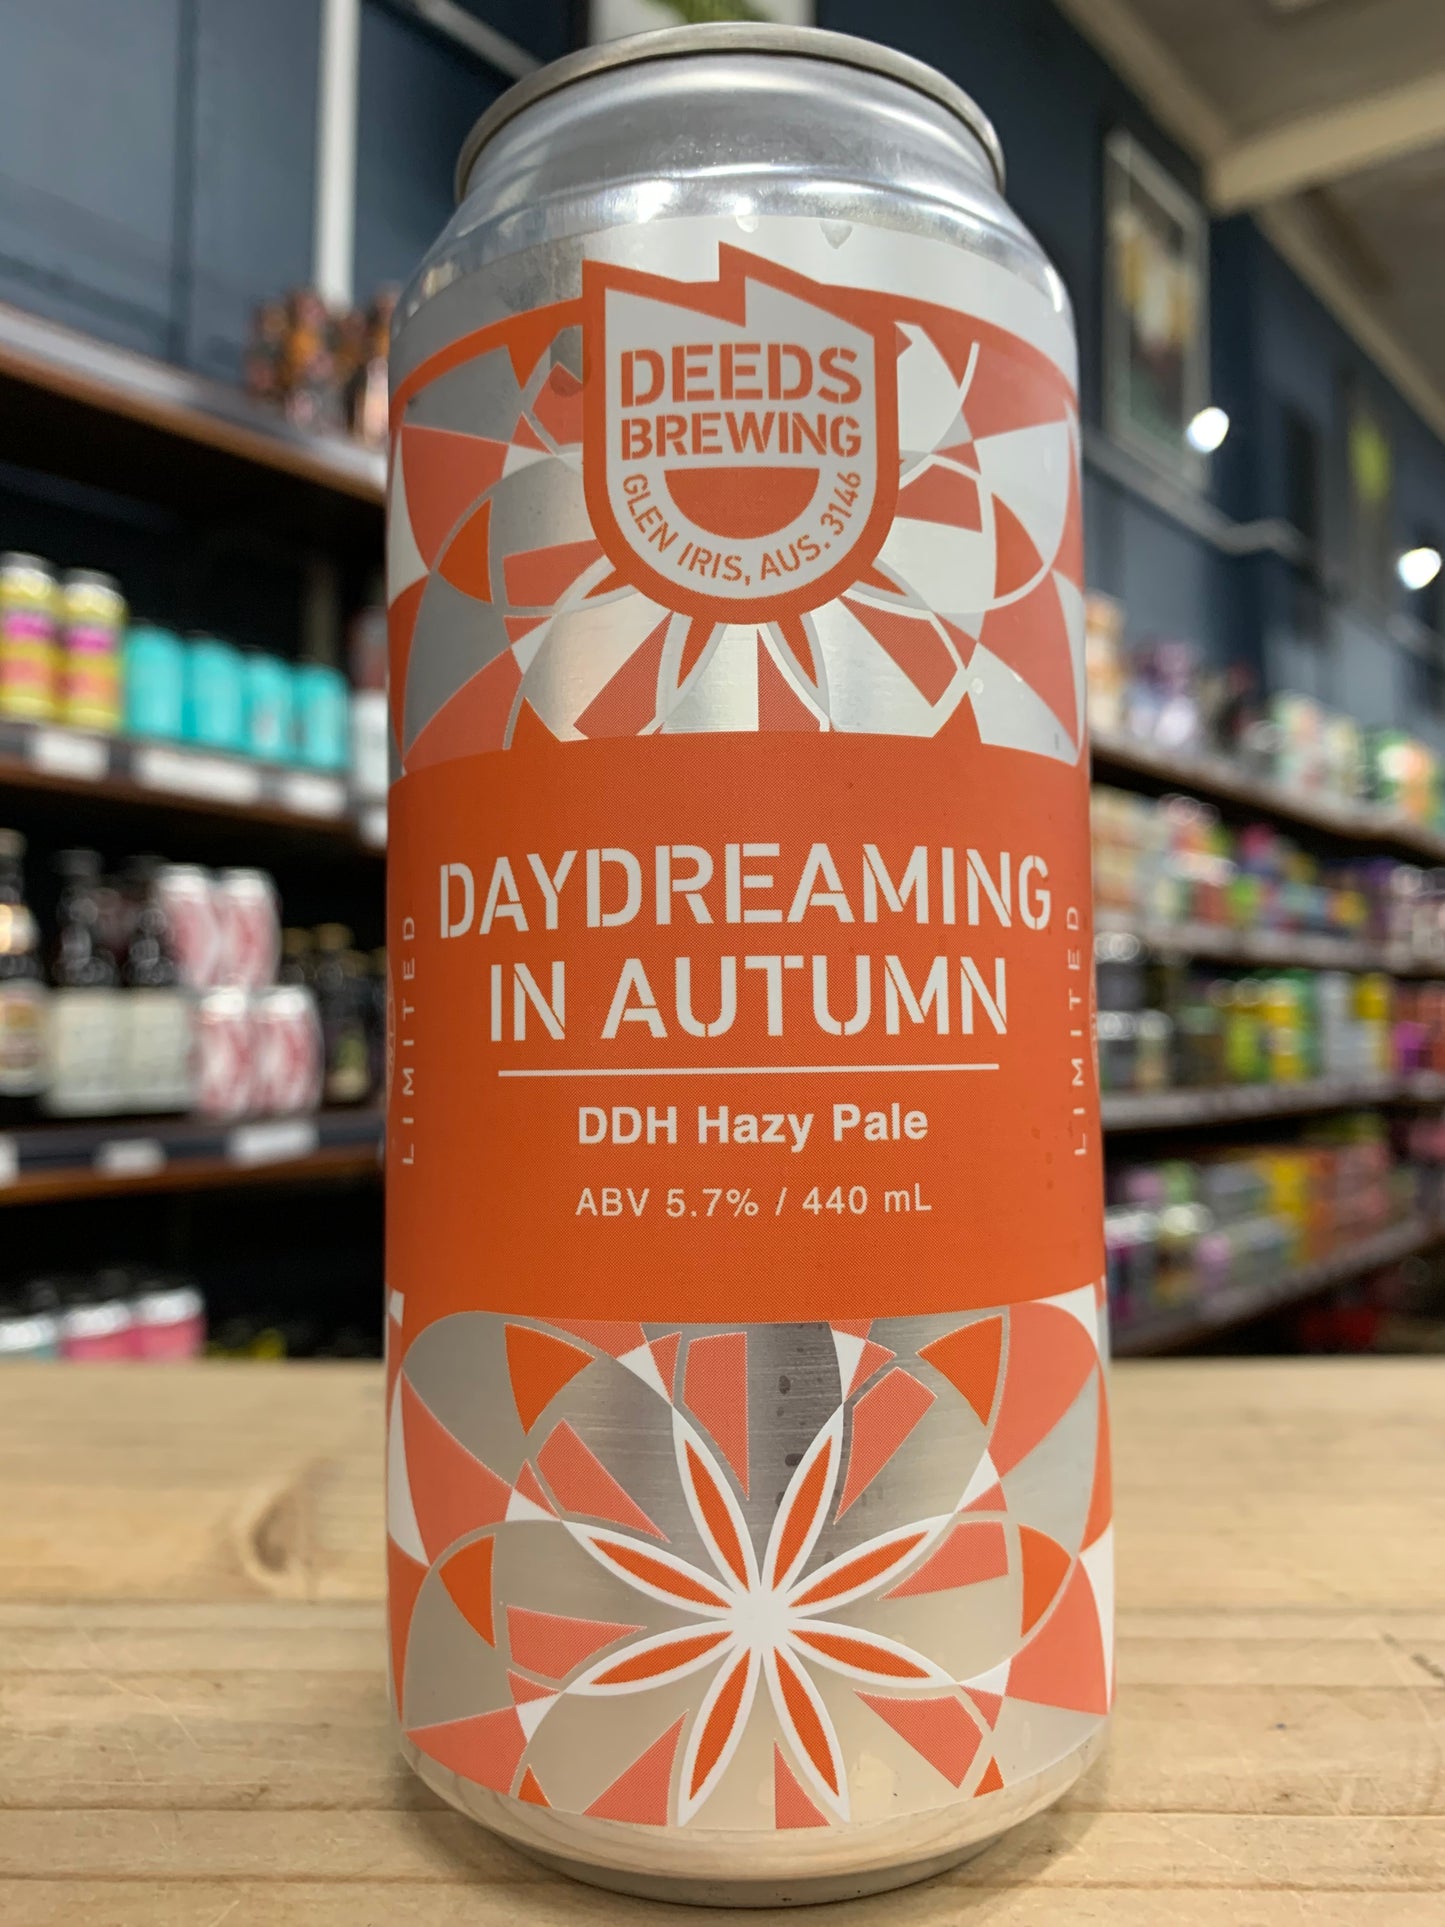 DEEDS
BREWING
GLEN IRIS, AUS. 3146
DAYDREAMING
IN AUTUMN
DDH Hazy Pale
ABV 5.7% / 440 mL
LIMITED
LIMITED